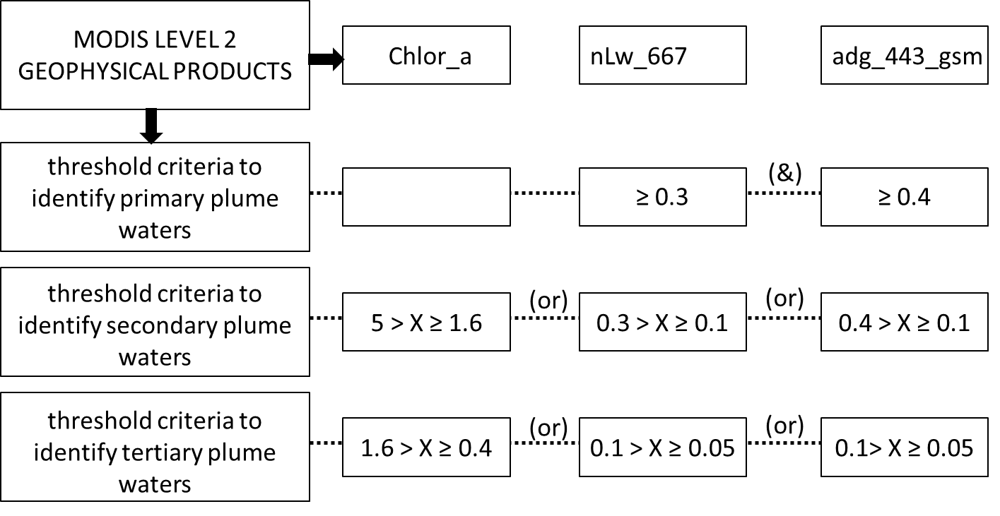 MODIS LEVEL 2
GEOPHYSICAL PRODUCTS
Chlor_a
nLw_667
adg_443_gsm
threshold criteria to
identify primary plume
waters
≥ 0.3
(&)
≥ 0.4
threshold criteria to
identify secondary plume
waters
5 > X ≥ 1.6
(or)
0.3 > X ≥ 0.1
(or)
0.4 > X ≥ 0.1
threshold criteria to
identify tertiary plume
waters
1.6 > X ≥ 0.4
(or)
0.1 > X ≥ 0.05
(or)
0.1> X ≥ 0.05